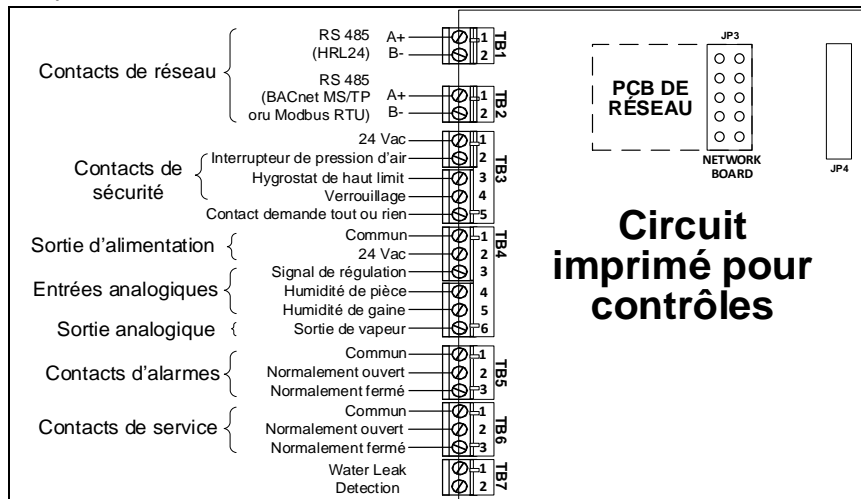 RS 485 A+ 1 TB1
(HRL24) B- 2
Contacts de réseau
RS 485
(BACnet MS/TP A+ 1 TB2
oru Modbus RTU) B- 2
24 Vac 1 TB3
Interrupteur de pression d'air 2
Contacts de
sécurité
Hygrostat de haut limit 3
Verrouillage 4
Contact demande tout ou rien 5
Sortie d'alimentation
Commun 1 TB4
24 Vac 2
Entrées analogiques
Signal de régulation 3
Humidité de pièce 4
Humidité de gaine 5
Sortie analogique
Sortie de vapeur 6
Contacts d'alarmes
Commun 1 TB5
Normalement ouvert 2
Normalement fermé 3
Contacts de service
Commun 1 TB6
Normalement ouvert 2
Normalement fermé 3
Water Leak 1 TB7
Detection 2
JP3
PCB DE
RÉSEAU
NETWORK
BOARD
JP4
Circuit
imprimé pour
contrôles